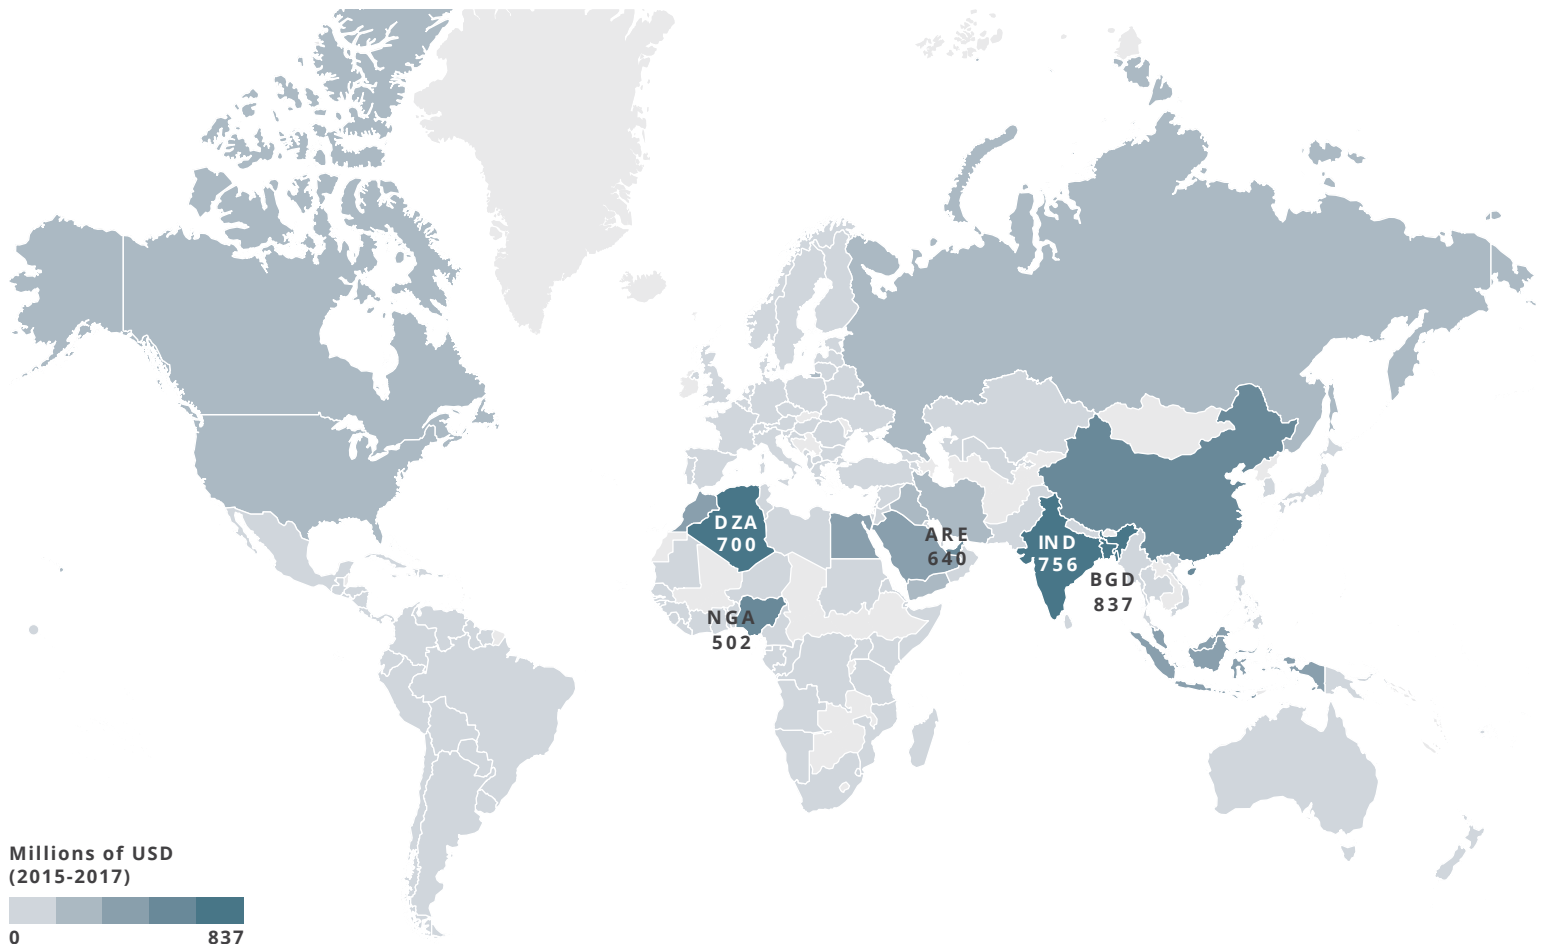 DZA
700
ARE
640
IND
756
BGD
837
NGA
502
Millions of USD
(2015-2017)
0 837